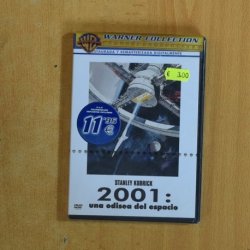 WARNER COLLECTION
€ 3.00
11'95
€
STANLEY KUBRICK
2001:
una odisea del espacio